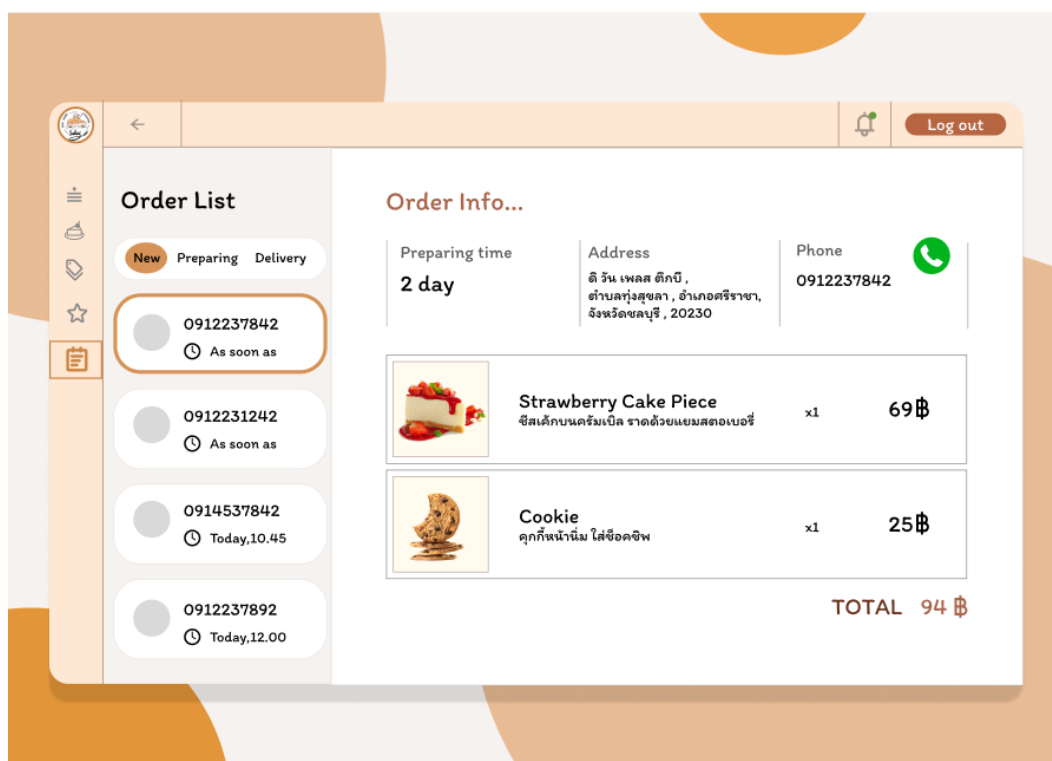 Log out
Order List
New Preparing Delivery
0912237842
As soon as
0912231242
As soon as
0914537842
Today,10.45
0912237892
Today,12.00
Order Info...
Preparing time
2 day
Address
ดิ วัน เพลส ตึกบี ,
ตำบลทุ่งสุขลา , อำเภอศรีราชา,
จังหวัดชลบุรี , 20230
Phone
0912237842
Strawberry Cake Piece
ชีสเค้กบนครัมเบิล ราดด้วยแยมสตอเบอรี่
x1
69฿
Cookie
คุกกี้หน้านิ่ม ใส่ช็อคชิพ
x1
25฿
TOTAL 94 ฿